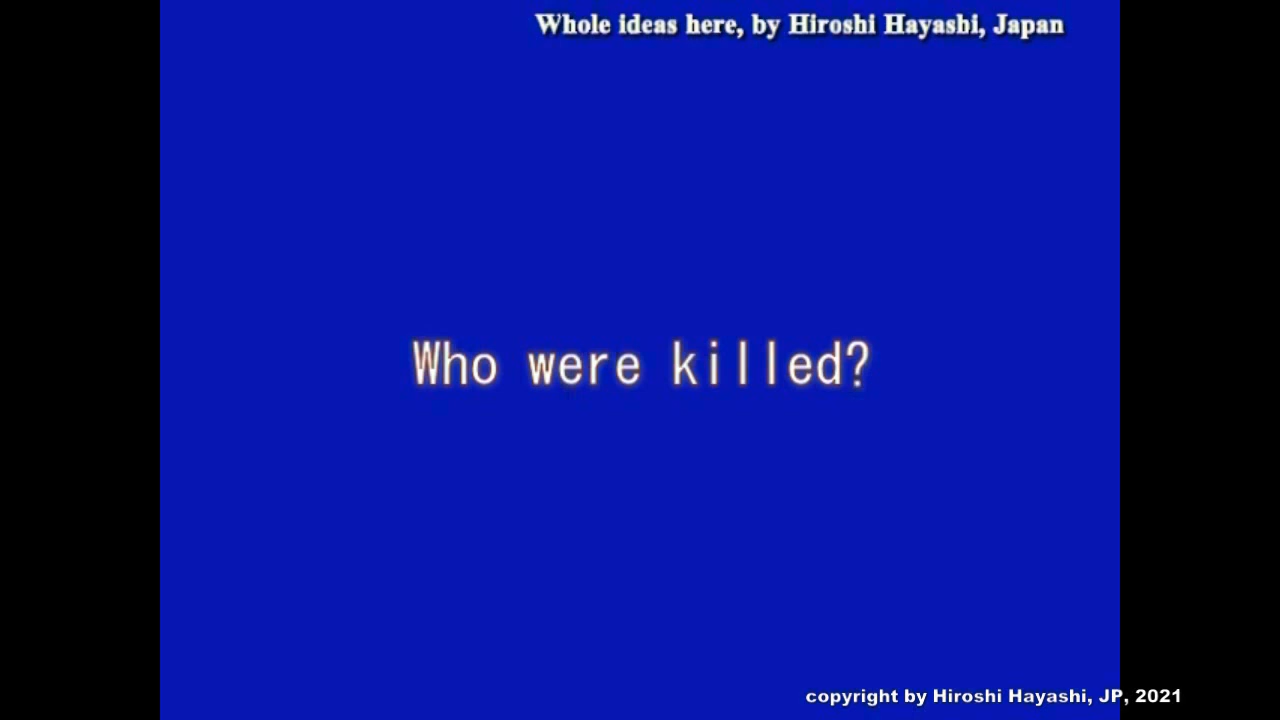 Whole ideas here, by Hiroshi Hayashi, Japan
Who were killed?
copyright by Hiroshi Hayashi, JP, 2021